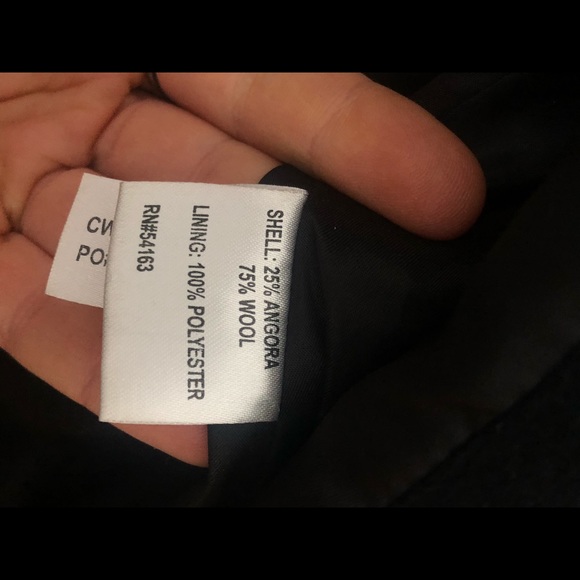 SHELL: 25% ANGORA
75% WOOL
LINING: 100% POLYESTER
RN#54163